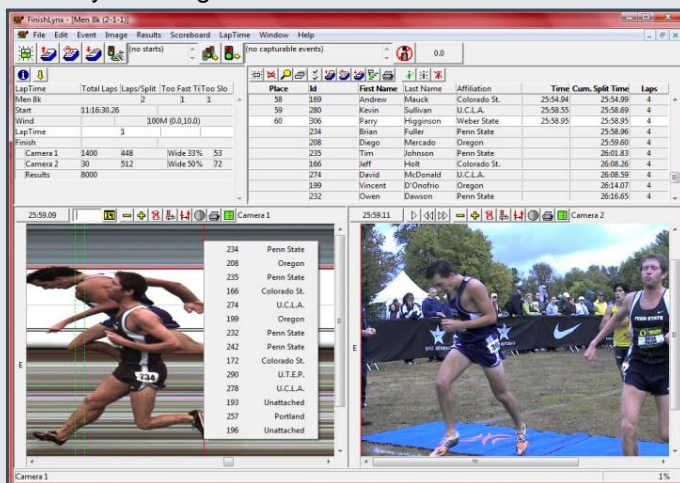 FinishLynx - [Men Bk (2-1-1)]
File Edit Event Image Results Scoreboard LapTime Window Help
(no starts) (no capturable events) 0.0
LapTime Total Laps Laps/Split Too Fast Ti Too Slo
Men Bk 2 1 1
Start 11:16:30.26
Wind 100M (0.0,10.0)
LapTime 1
Finish
Camera 1 1400 448 Wide 33% 53
Camera 2 30 512 Wide 50% 72
Results 8000
Place Id First Name Last Name Affiliation Time Cum. Split Time Laps
58 169 Andrew Mauck Colorado St. 25:54.94 25:54.99 4
59 280 Kevin Sullivan U.C.L.A. 25:58.55 25:58.69 4
60 306 Parry Higginson Weber State 25:58.95 25:58.95 4
234 Brian Fuller Penn State 25:58.96 4
208 Diego Mercado Oregon 25:59.60 4
235 Tim Johnson Penn State 26:01.83 4
166 Jeff Holt Colorado St. 26:08.26 4
274 David McDonald U.C.L.A. 26:08.59 4
199 Vincent D'Onofrio Oregon 26:14.07 4
232 Owen Dawson Penn State 26:16.65 4
25:59.09 Camera 1
234 Penn State
208 Oregon
235 Penn State
166 Colorado St.
274 U.C.L.A.
199 Oregon
232 Penn State
242 Penn State
172 Colorado St.
290 U.T.E.P.
278 U.C.L.A.
193 Unattached
257 Portland
196 Unattached
234
E
25:59.11 Camera 2
PENN STATE
E
Camera 1 1%